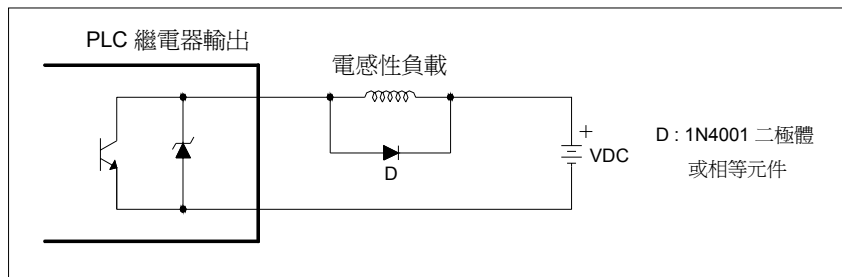 PLC 繼電器輸出
電感性負載
D
+
VDC
D : 1N4001 二極體
或相等元件